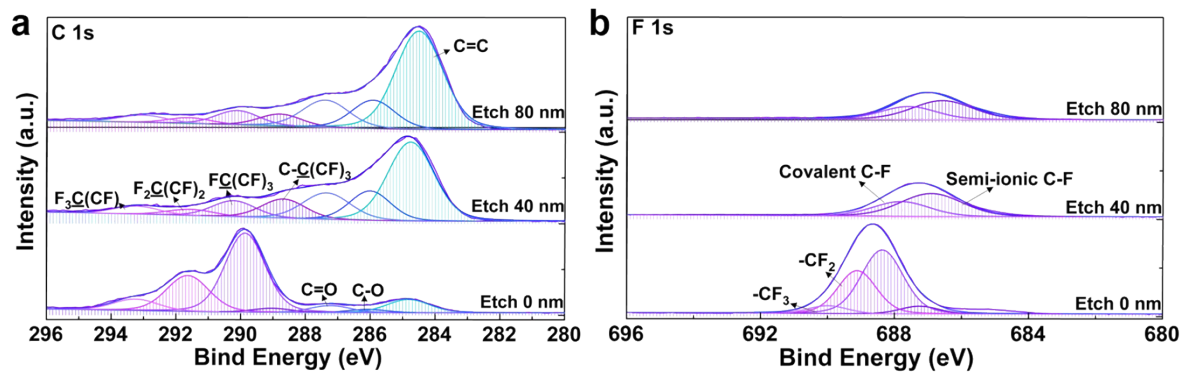 a
C 1s
C=C
Etch 80 nm
F₃C(CF)
F₂C(CF)₂
FC(CF)₃
C-C(CF)₃
Etch 40 nm
C=O
C-O
Etch 0 nm
296 294 292 290 288 286 284 282 280
Bind Energy (eV)
Intensity (a.u.)
b
F 1s
Etch 80 nm
Covalent C-F
Semi-ionic C-F
Etch 40 nm
-CF₂
-CF₃
Etch 0 nm
696 692 688 684 680
Bind Energy (eV)
Intensity (a.u.)